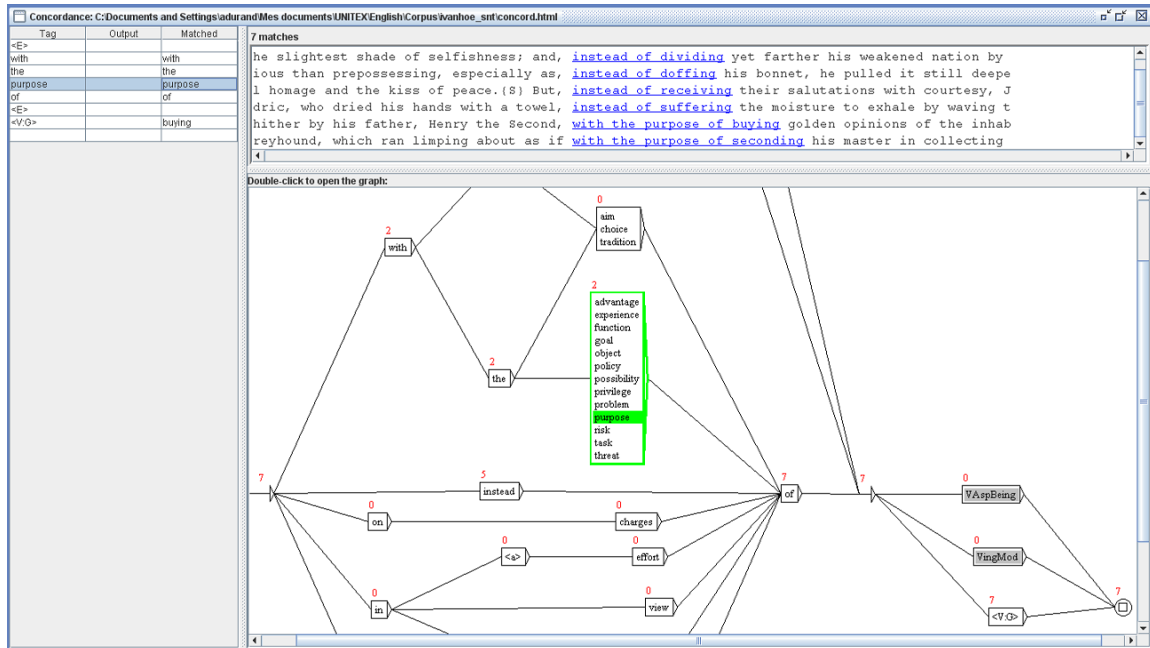 Concordance: C:\Documents and Settings\adurand\Mes documents\UNITEX\English\Corpus\ivanhoe_snt\concord.html
Tag Output Matched
<E>
with with
the the
purpose purpose
of of
<E>
<V:G> buying
7 matches
he slightest shade of selfishness; and, instead of dividing yet farther his weakened nation by
ious than prepossessing, especially as, instead of doffing his bonnet, he pulled it still deepe
l homage and the kiss of peace.{S} But, instead of receiving their salutations with courtesy, J
dric, who dried his hands with a towel, instead of suffering the moisture to exhale by waving t
hither by his father, Henry the Second, with the purpose of buying golden opinions of the inhab
reyhound, which ran limping about as if with the purpose of seconding his master in collecting
Double-click to open the graph:
0
aim
choice
tradition
2
with
2
advantage
experience
function
goal
object
policy
possibility
privilege
problem
purpose
risk
task
threat
2
the
7
5
instead
7
of
7
0
VAspBeing
0
on
0
charges
0
<a>
0
effort
0
VingMod
0
in
0
view
7
<V:G>
7